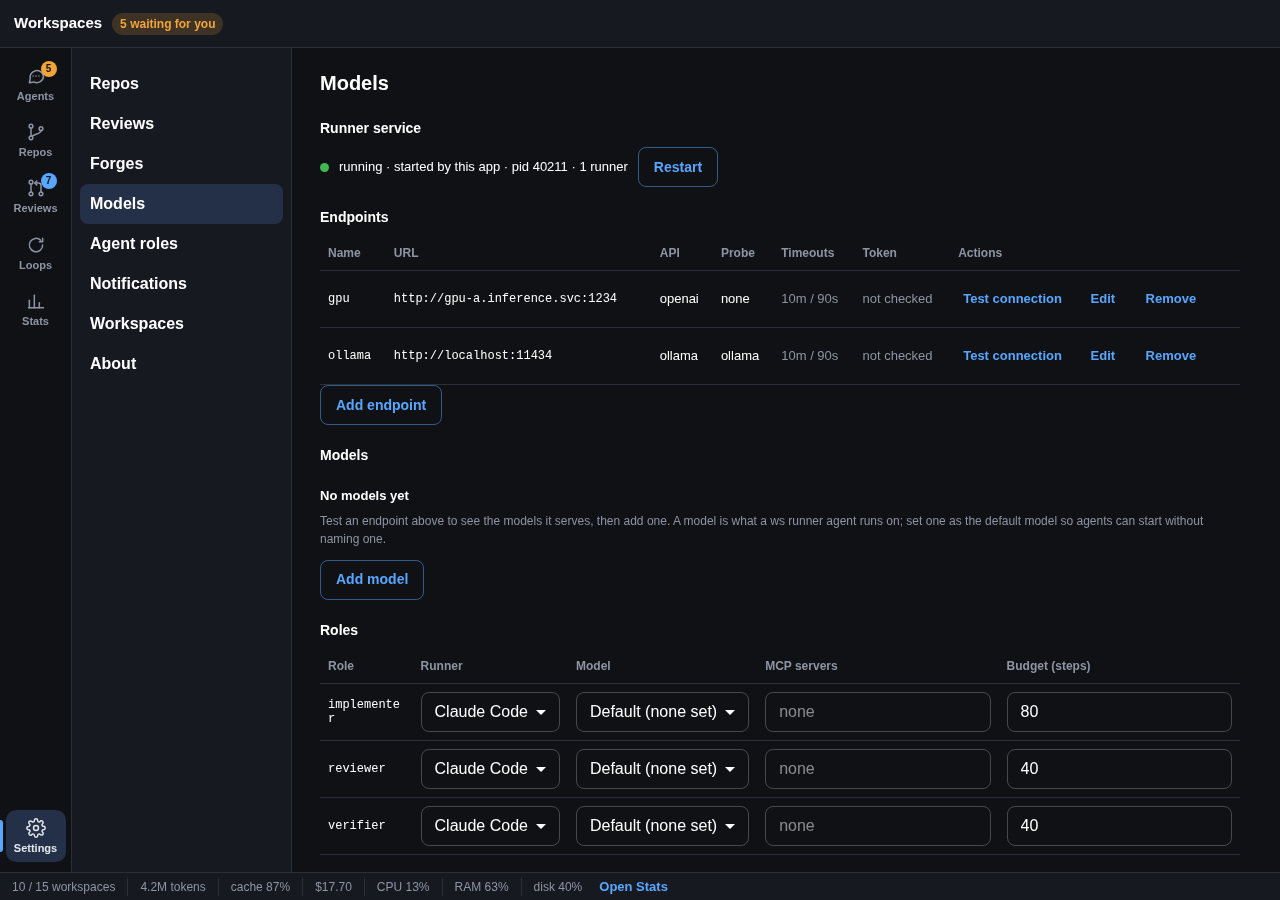 Workspaces 5 waiting for you
5
Agents
Repos
7
Reviews
Loops
Stats
Settings
Repos
Reviews
Forges
Models
Agent roles
Notifications
Workspaces
About
Models
Runner service
running · started by this app · pid 40211 · 1 runner Restart
Endpoints
Name URL API Probe Timeouts Token Actions
gpu http://gpu-a.inference.svc:1234 openai none 10m / 90s not checked Test connection Edit Remove
ollama http://localhost:11434 ollama ollama 10m / 90s not checked Test connection Edit Remove
Add endpoint
Models
No models yet
Test an endpoint above to see the models it serves, then add one. A model is what a ws runner agent runs on; set one as the default model so agents can start without
naming one.
Add model
Roles
Role Runner Model MCP servers Budget (steps)
implemente
r Claude Code Default (none set) none 80
reviewer Claude Code Default (none set) none 40
verifier Claude Code Default (none set) none 40
10 / 15 workspaces 4.2M tokens cache 87% $17.70 CPU 13% RAM 63% disk 40% Open Stats